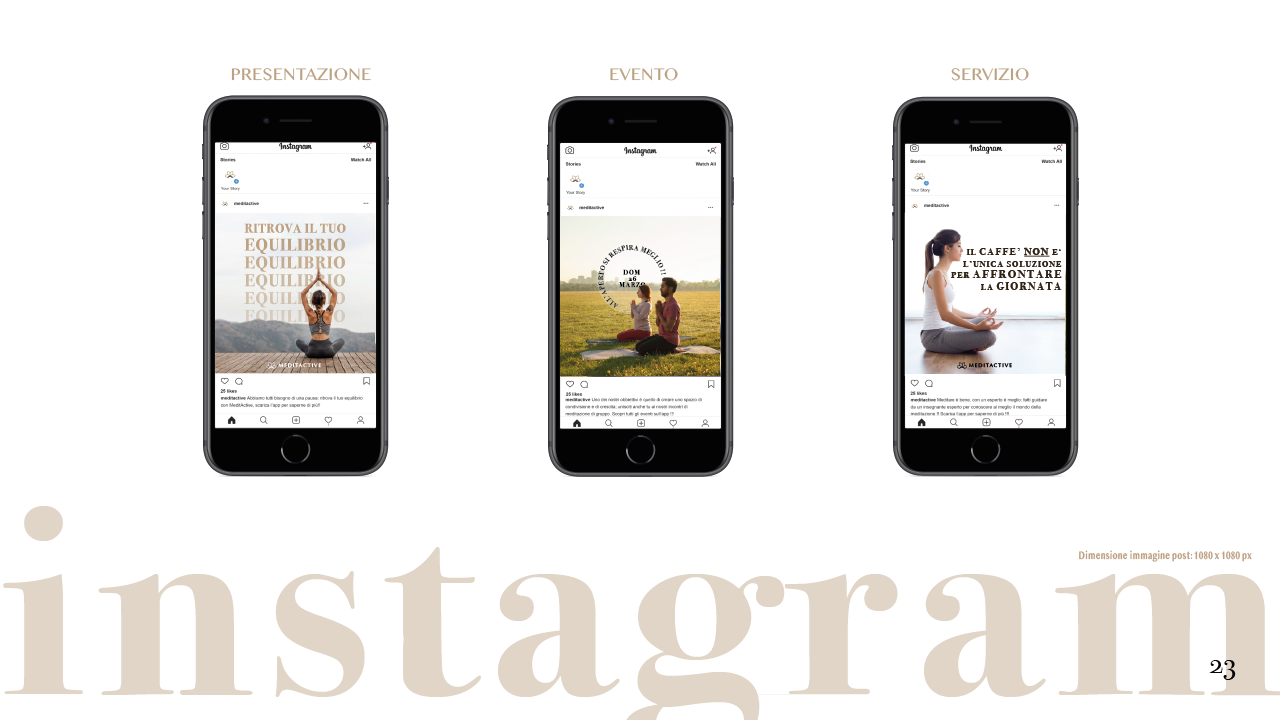 PRESENTAZIONE
Instagram
Stories Watch All
Your Story
meditactive
RITROVA IL TUO
EQUILIBRIO
EQUILIBRIO
EQUILIBRIO
EQUILIBRIO
EQUILIBRIO
MEDITACTIVE
25 likes
meditactive Abbiamo tutti bisogno di una pausa: ritrova il tuo equilibrio
con MeditActive, scarica l'app per saperne di più!!
EVENTO
Instagram
Stories Watch All
Your Story
meditactive
ALL'APERTO SI RESPIRA MEGLIO!!
DOM
26
MARZO
25 likes
meditactive Uno dei nostri obbiettivi è quello di creare uno spazio di
condivisione e di crescita, unisciti anche tu ai nostri incontri di
meditazione di gruppo. Scopri tutti gli eventi sull'app !!!
SERVIZIO
Instagram
Stories Watch All
Your Story
meditactive
IL CAFFE' NON E'
L'UNICA SOLUZIONE
PER AFFRONTARE
LA GIORNATA
MEDITACTIVE
25 likes
meditactive Meditare è bene, con un esperto è meglio; fatti guidare
da un insegnante esperto per conoscere al meglio il mondo della
meditazione !! Scarica l'app per saperne di più !!!
Dimensione immagine post: 1080 x 1080 px
instagram
23